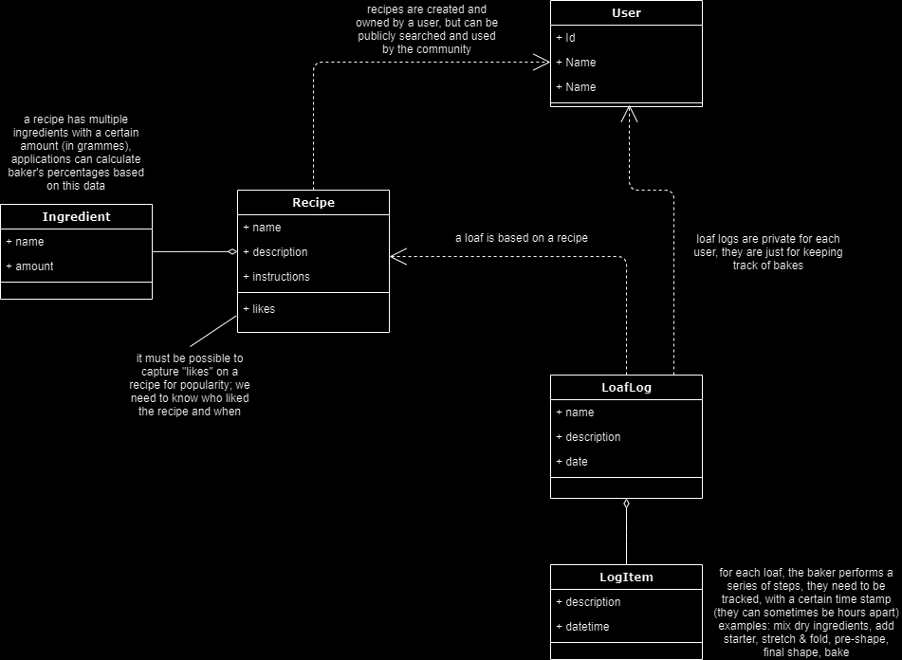 recipes are created and
owned by a user, but can be
publicly searched and used
by the community
User
+ Id
+ Name
+ Name
a recipe has multiple
ingredients with a certain
amount (in grammes),
applications can calculate
baker's percentages based
on this data
Ingredient
+ name
+ amount
Recipe
+ name
+ description
+ instructions
+ likes
a loaf is based on a recipe
loaf logs are private for each
user, they are just for keeping
track of bakes
it must be possible to
capture "likes" on a
recipe for popularity; we
need to know who liked
the recipe and when
LoafLog
+ name
+ description
+ date
LogItem
+ description
+ datetime
for each loaf, the baker performs a
series of steps, they need to be
tracked, with a certain time stamp
(they can sometimes be hours apart)
examples: mix dry ingredients, add
starter, stretch & fold, pre-shape,
final shape, bake